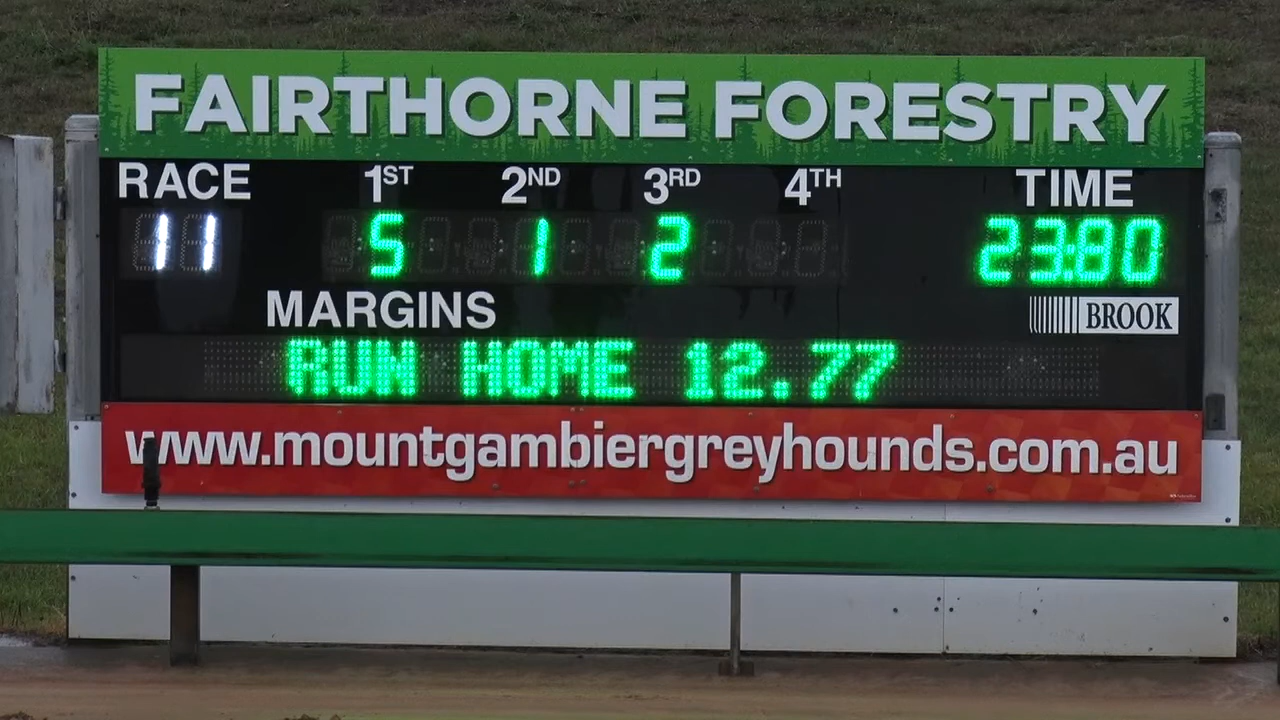 FAIRTHORNE FORESTRY
RACE 1ST 2ND 3RD 4TH TIME
11 5 1 2 23:80
MARGINS BROOK
RUN HOME 12.77
www.mountgambiergreyhounds.com.au